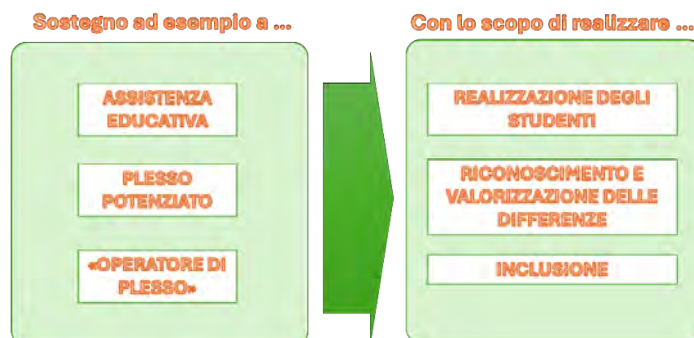 Sostegno ad esempio a ...
ASSISTENZA
EDUCATIVA
PLESSO
POTENZIATO
«OPERATORE DI
PLESSO»
Con lo scopo di realizzare ...
REALIZZAZIONE DEGLI
STUDENTI
RICONOSCIMENTO E
VALORIZZAZIONE DELLE
DIFFERENZE
INCLUSIONE